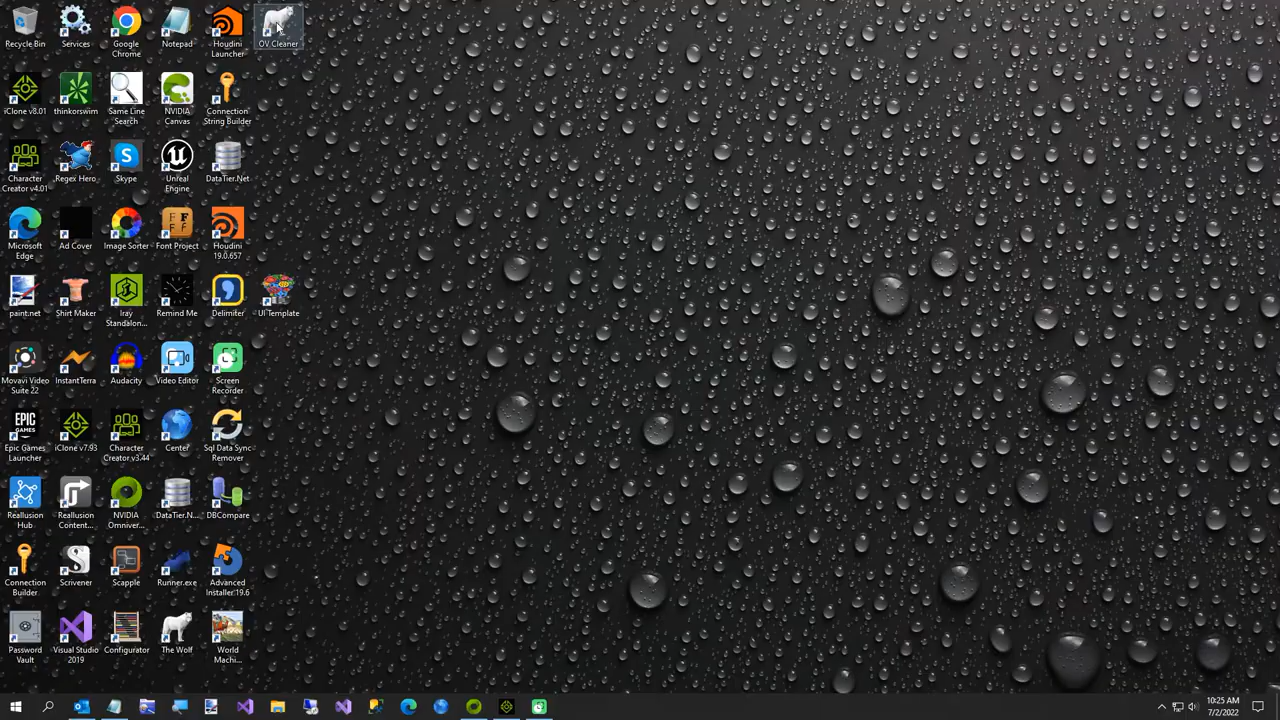 Recycle Bin
Services
Google
Chrome
Notepad
Houdini
Launcher
OV Cleaner
iClone v8.01
thinkorswim
Same Line
Search
NVIDIA
Canvas
Connection
String Builder
Character
Creator v4.01
Regex Hero
Skype
Unreal
Engine
DataTier.Net
Microsoft
Edge
Ad Cover
Image Sorter
Font Project
Houdini
19.0.657
paint.net
Shirt Maker
Iray
Standalon...
Remind Me
Delimiter
UI Template
Movavi Video
Suite 22
InstantTerra
Audacity
Video Editor
Screen
Recorder
EPIC
GAMES
Epic Games
Launcher
iClone v7.93
Character
Creator v3.44
Center
Sql Data Sync
Remover
Reallusion
Hub
Reallusion
Content...
NVIDIA
Omniver...
DataTier.N...
DBCompare
Connection
Builder
Scrivener
Scapple
Runner.exe
Advanced
Installer 19.6
Password
Vault
Visual Studio
2019
Configurator
The Wolf
World
Machi...
10:25 AM
7/2/2022